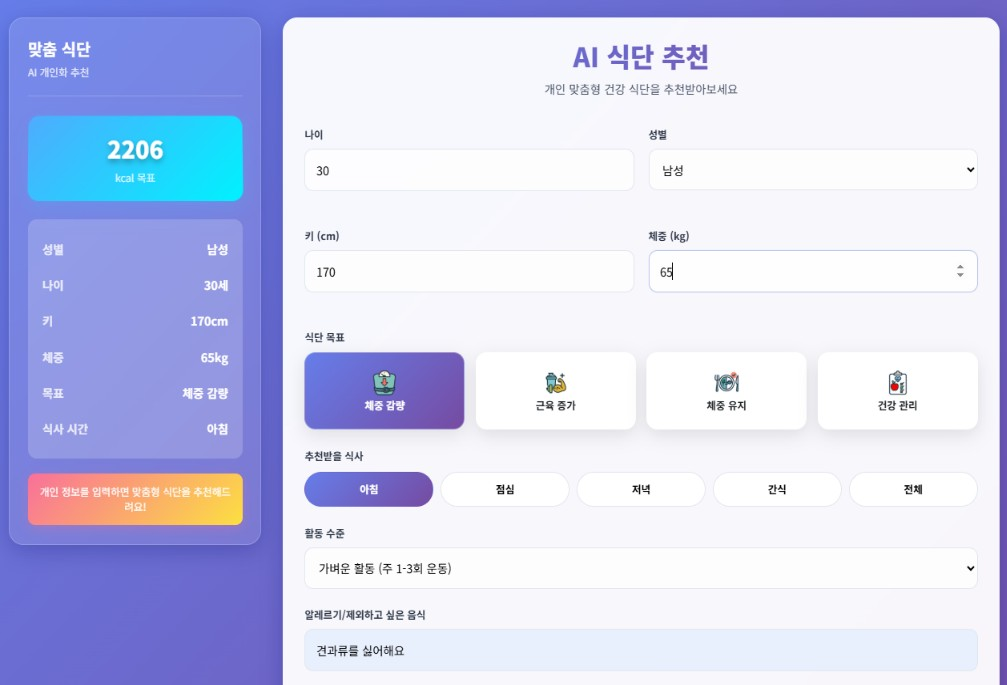 맞춤 식단
AI 개인화 추천
2206
kcal 목표
성별 남성
나이 30세
키 170cm
체중 65kg
목표 체중 감량
식사 시간 아침
개인 정보를 입력하면 맞춤형 식단을 추천해드
려요!
AI 식단 추천
개인 맞춤형 건강 식단을 추천받아보세요
나이 성별
30 남성
키 (cm) 체중 (kg)
170 65
식단 목표
체중 감량 근육 증가 체중 유지 건강 관리
추천받을 식사
아침 점심 저녁 간식 전체
활동 수준
가벼운 활동 (주 1-3회 운동)
알레르기/제외하고 싶은 음식
견과류를 싫어해요